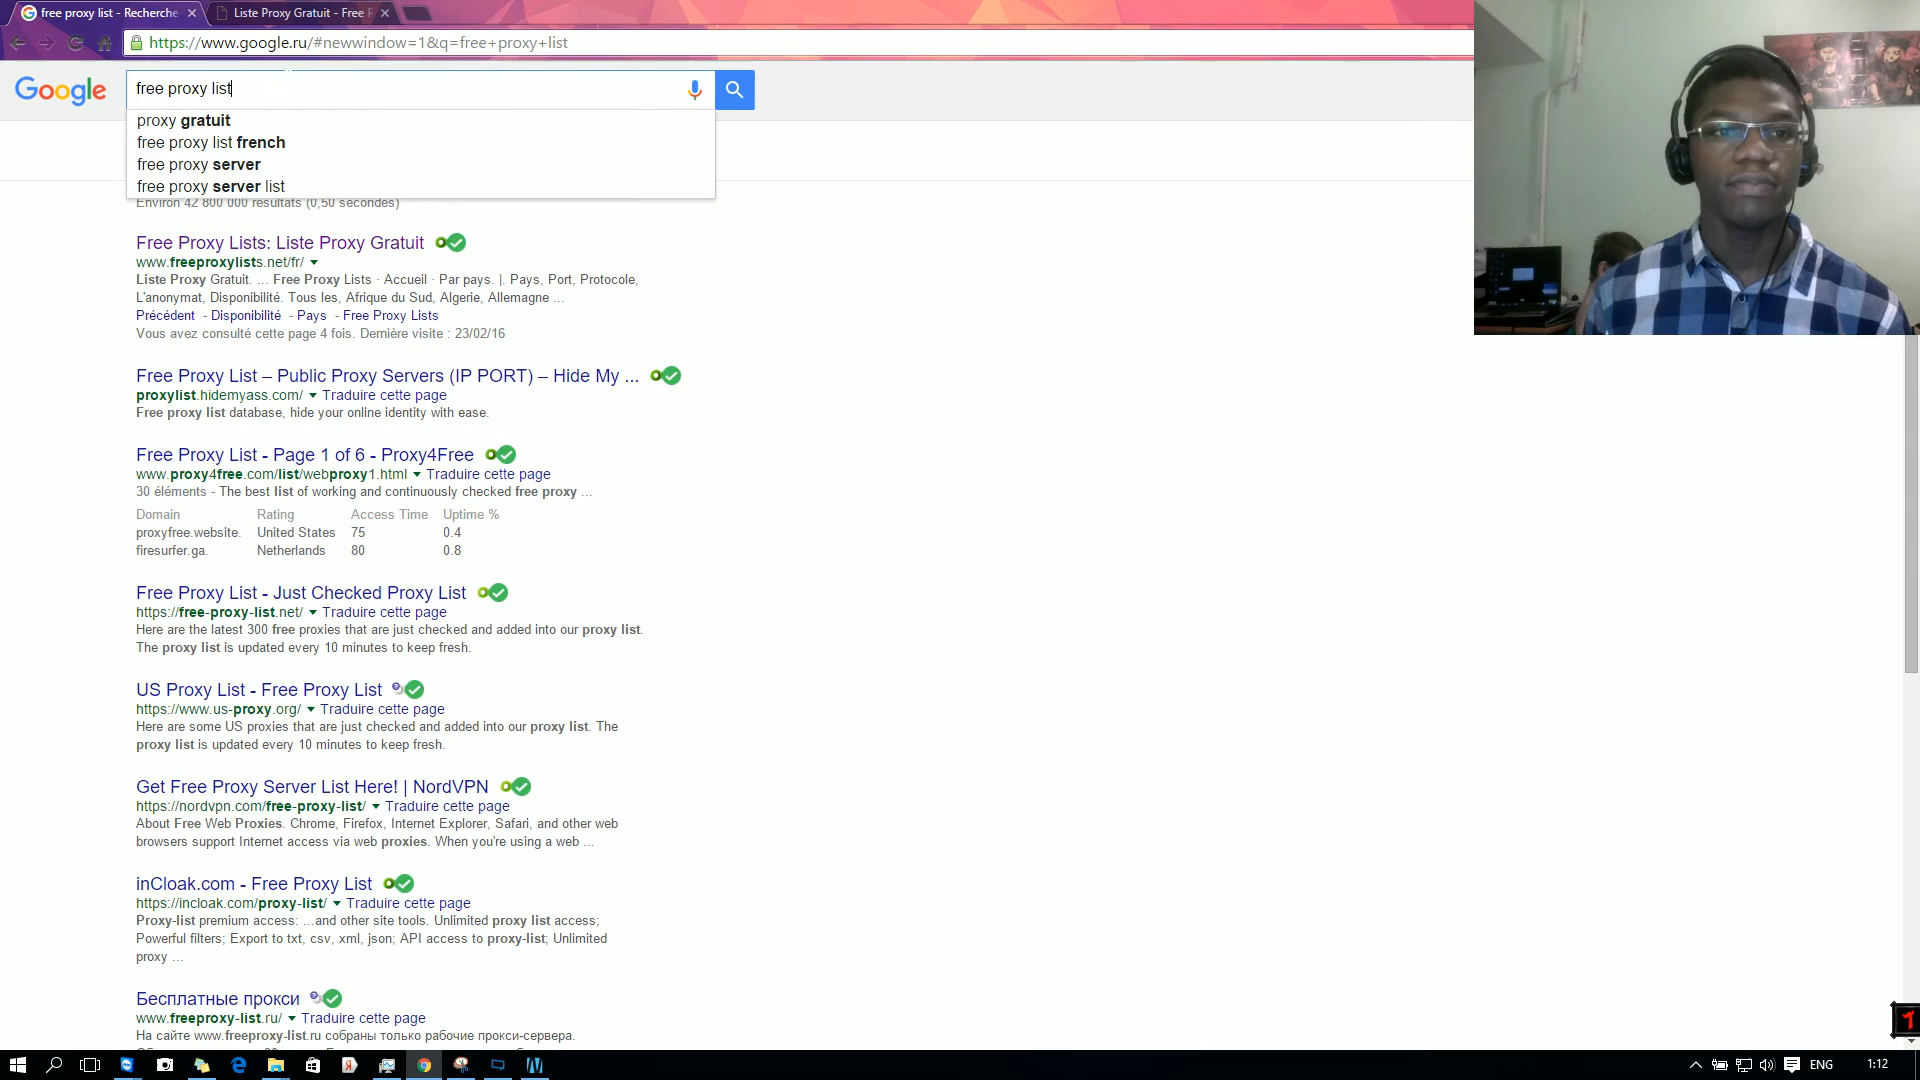 free proxy list - Recherche
Liste Proxy Gratuit - Free P
https://www.google.ru/#newwindow=1&q=free+proxy+list
Google
free proxy list
proxy gratuit
free proxy list french
free proxy server
free proxy server list
Environ 42 800 000 résultats (0,50 secondes)
Free Proxy Lists: Liste Proxy Gratuit
www.freeproxylists.net/fr/
Liste Proxy Gratuit. ... Free Proxy Lists · Accueil · Par pays. |. Pays, Port, Protocole,
L'anonymat, Disponibilité. Tous les, Afrique du Sud, Algerie, Allemagne ...
Précédent - Disponibilité - Pays - Free Proxy Lists
Vous avez consulté cette page 4 fois. Dernière visite : 23/02/16
Free Proxy List – Public Proxy Servers (IP PORT) – Hide My ...
proxylist.hidemyass.com/ Traduire cette page
Free proxy list database, hide your online identity with ease.
Free Proxy List - Page 1 of 6 - Proxy4Free
www.proxy4free.com/list/webproxy1.html Traduire cette page
30 éléments - The best list of working and continuously checked free proxy ...
Domain Rating Access Time Uptime %
proxyfree.website. United States 75 0.4
firesurfer.ga. Netherlands 80 0.8
Free Proxy List - Just Checked Proxy List
https://free-proxy-list.net/ Traduire cette page
Here are the latest 300 free proxies that are just checked and added into our proxy list.
The proxy list is updated every 10 minutes to keep fresh.
US Proxy List - Free Proxy List
https://www.us-proxy.org/ Traduire cette page
Here are some US proxies that are just checked and added into our proxy list. The
proxy list is updated every 10 minutes to keep fresh.
Get Free Proxy Server List Here! | NordVPN
https://nordvpn.com/free-proxy-list/ Traduire cette page
About Free Web Proxies. Chrome, Firefox, Internet Explorer, Safari, and other web
browsers support Internet access via web proxies. When you're using a web ...
inCloak.com - Free Proxy List
https://incloak.com/proxy-list/ Traduire cette page
Proxy-list premium access: ...and other site tools. Unlimited proxy list access;
Powerful filters; Export to txt, csv, xml, json; API access to proxy-list; Unlimited
proxy ...
Бесплатные прокси
www.freeproxy-list.ru/ Traduire cette page
На сайте www.freeproxy-list.ru собраны только рабочие прокси-сервера.
ENG
1:12